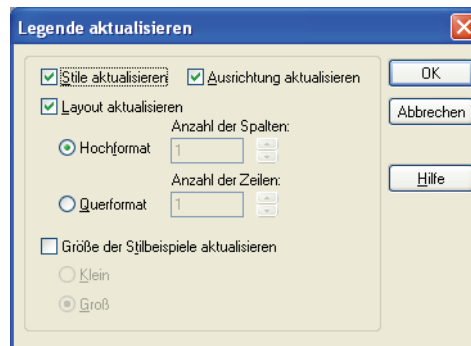 Legende aktualisieren
Stile aktualisieren Ausrichtung aktualisieren
Layout aktualisieren
Anzahl der Spalten:
Hochformat 1
Anzahl der Zeilen:
Querformat 1
Größe der Stilbeispiele aktualisieren
Klein
Groß
OK
Abbrechen
Hilfe